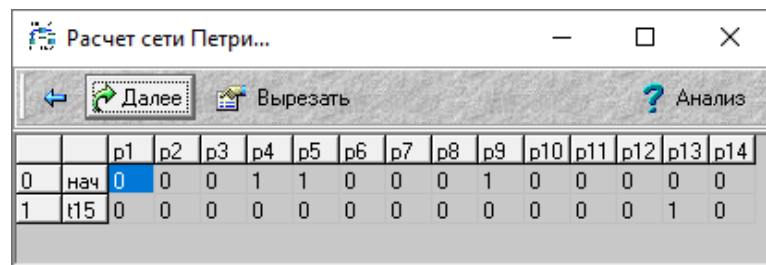 Расчет сети Петри...
Далее Вырезать ? Анализ
p1 p2 p3 p4 p5 p6 p7 p8 p9 p10 p11 p12 p13 p14
0 нач 0 0 0 1 1 0 0 0 1 0 0 0 0 0
1 t15 0 0 0 0 0 0 0 0 0 0 0 0 1 0